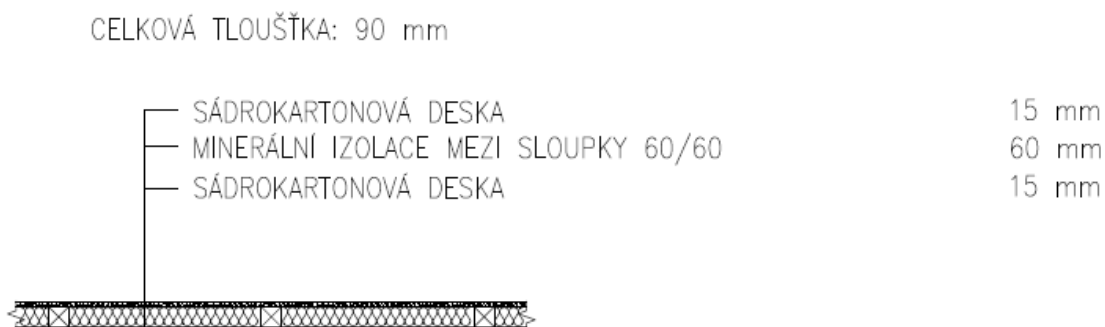 CELKOVÁ TLOUŠŤKA: 90 mm
SÁDROKARTONOVÁ DESKA 15 mm
MINERÁLNÍ IZOLACE MEZI SLOUPKY 60/60 60 mm
SÁDROKARTONOVÁ DESKA 15 mm